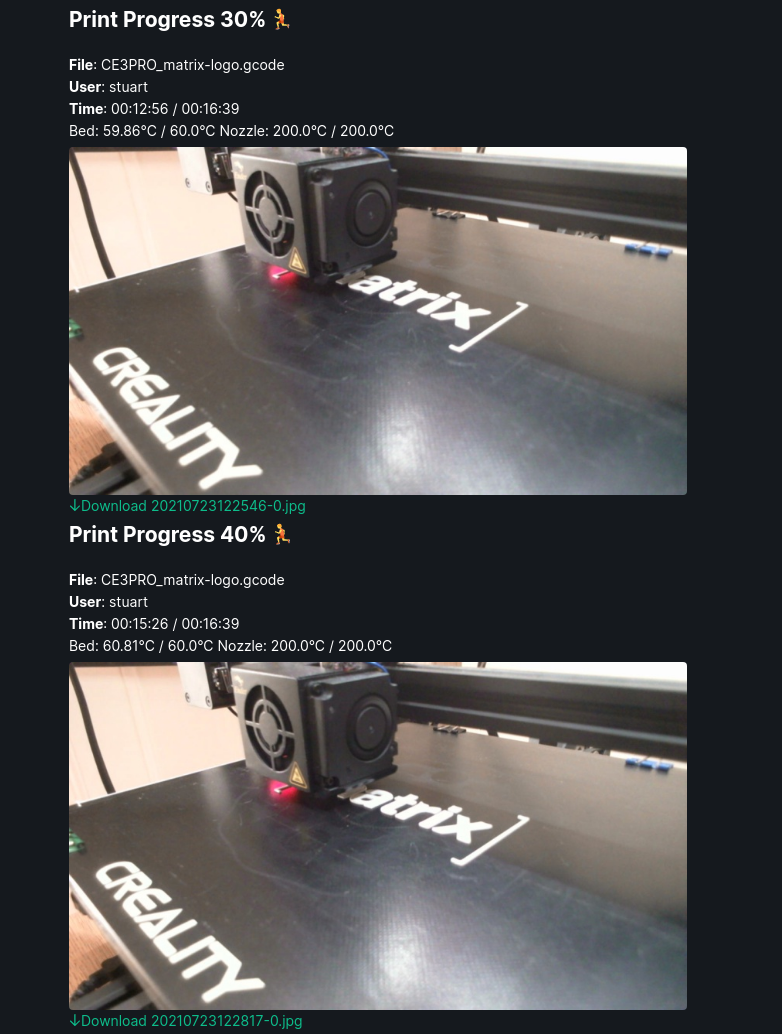 Print Progress 30% 🏃
File: CE3PRO_matrix-logo.gcode
User: stuart
Time: 00:12:56 / 00:16:39
Bed: 59.86°C / 60.0°C Nozzle: 200.0°C / 200.0°C
atrix]
CREALITY
↓Download 20210723122546-0.jpg
Print Progress 40% 🏃
File: CE3PRO_matrix-logo.gcode
User: stuart
Time: 00:15:26 / 00:16:39
Bed: 60.81°C / 60.0°C Nozzle: 200.0°C / 200.0°C
atrix]
CREALITY
↓Download 20210723122817-0.jpg